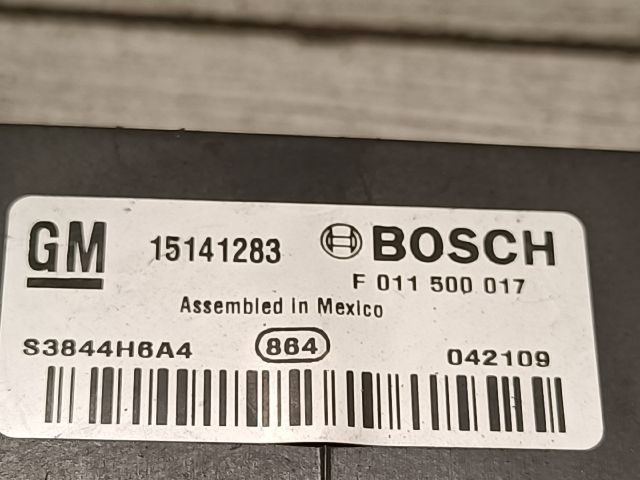 GM 15141283 BOSCH
F 011 500 017
Assembled in Mexico
S3844H6A4 864 042109